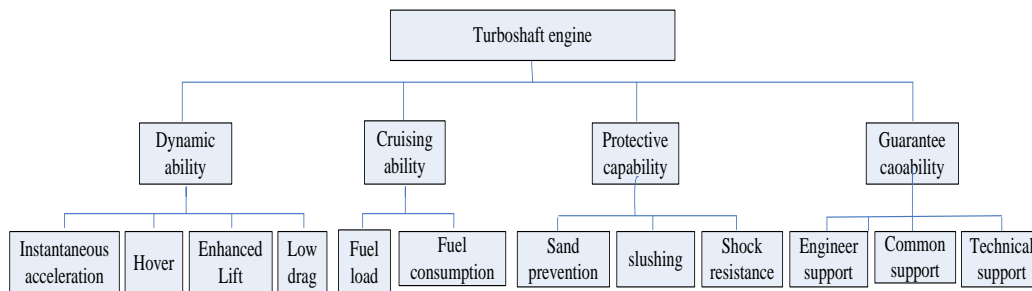 Turboshaft engine
Dynamic
ability
Cruising
ability
Protective
capability
Guarantee
caoability
Instantaneous
acceleration
Hover
Enhanced
Lift
Low
drag
Fuel
load
Fuel
consumption
Sand
prevention
slushing
Shock
resistance
Engineer
support
Common
support
Technical
support